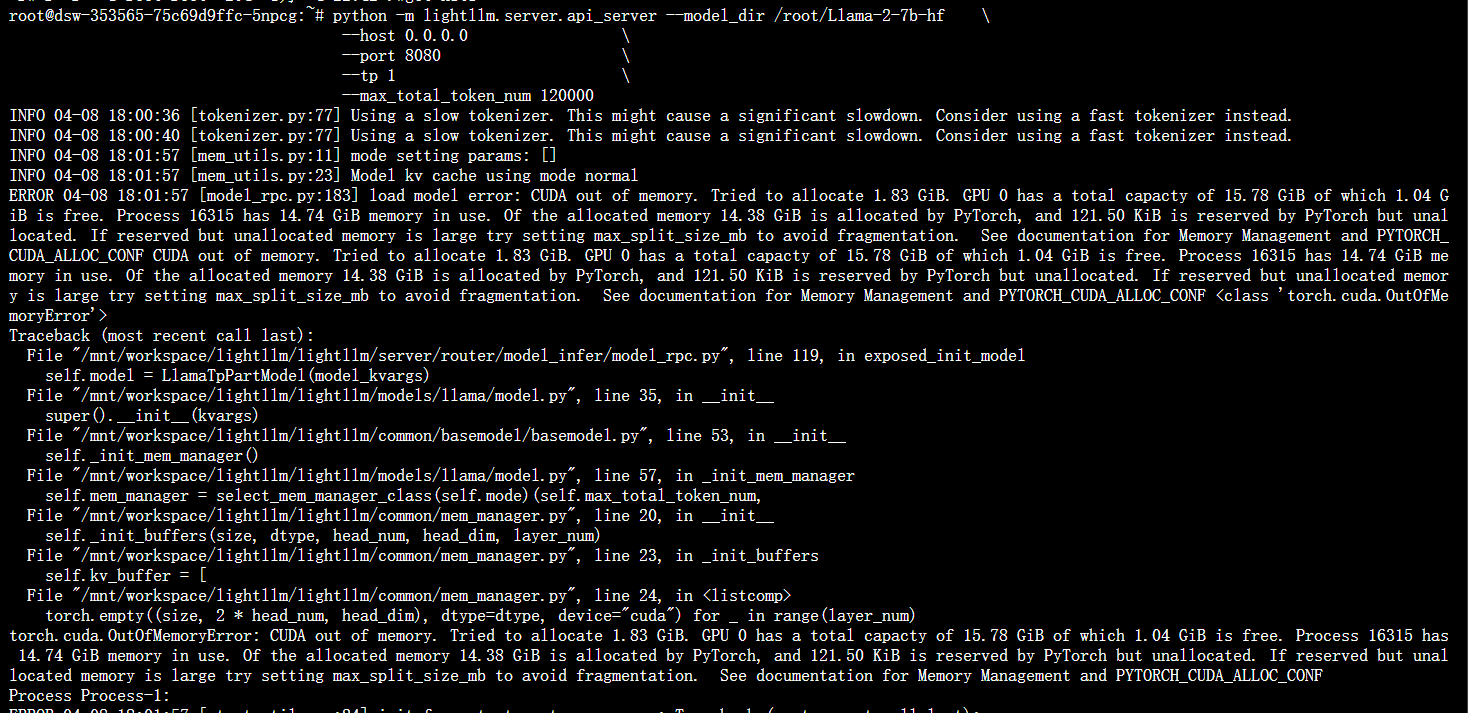 root@dsw-353565-75c69d9ffc-5npcg:~# python -m lightllm.server.api_server --model_dir /root/Llama-2-7b-hf \
--host 0.0.0.0 \
--port 8080 \
--tp 1 \
--max_total_token_num 120000
INFO 04-08 18:00:36 [tokenizer.py:77] Using a slow tokenizer. This might cause a significant slowdown. Consider using a fast tokenizer instead.
INFO 04-08 18:00:40 [tokenizer.py:77] Using a slow tokenizer. This might cause a significant slowdown. Consider using a fast tokenizer instead.
INFO 04-08 18:01:57 [mem_utils.py:11] mode setting params: []
INFO 04-08 18:01:57 [mem_utils.py:23] Model kv cache using mode normal
ERROR 04-08 18:01:57 [model_rpc.py:183] load model error: CUDA out of memory. Tried to allocate 1.83 GiB. GPU 0 has a total capacty of 15.78 GiB of which 1.04 G
iB is free. Process 16315 has 14.74 GiB memory in use. Of the allocated memory 14.38 GiB is allocated by PyTorch, and 121.50 KiB is reserved by PyTorch but unal
located. If reserved but unallocated memory is large try setting max_split_size_mb to avoid fragmentation.  See documentation for Memory Management and PYTORCH_
CUDA_ALLOC_CONF CUDA out of memory. Tried to allocate 1.83 GiB. GPU 0 has a total capacty of 15.78 GiB of which 1.04 GiB is free. Process 16315 has 14.74 GiB me
mory in use. Of the allocated memory 14.38 GiB is allocated by PyTorch, and 121.50 KiB is reserved by PyTorch but unallocated. If reserved but unallocated memor
y is large try setting max_split_size_mb to avoid fragmentation.  See documentation for Memory Management and PYTORCH_CUDA_ALLOC_CONF <class 'torch.cuda.OutOfMe
moryError'>
Traceback (most recent call last):
File "/mnt/workspace/lightllm/lightllm/server/router/model_infer/model_rpc.py", line 119, in exposed_init_model
self.model = LlamaTpPartModel(model_kvargs)
File "/mnt/workspace/lightllm/lightllm/models/llama/model.py", line 35, in __init__
super().__init__(kvargs)
File "/mnt/workspace/lightllm/lightllm/common/basemodel/basemodel.py", line 53, in __init__
self._init_mem_manager()
File "/mnt/workspace/lightllm/lightllm/models/llama/model.py", line 57, in _init_mem_manager
self.mem_manager = select_mem_manager_class(self.mode)(self.max_total_token_num,
File "/mnt/workspace/lightllm/lightllm/common/mem_manager.py", line 20, in __init__
self._init_buffers(size, dtype, head_num, head_dim, layer_num)
File "/mnt/workspace/lightllm/lightllm/common/mem_manager.py", line 23, in _init_buffers
self.kv_buffer = [
File "/mnt/workspace/lightllm/lightllm/common/mem_manager.py", line 24, in <listcomp>
torch.empty((size, 2 * head_num, head_dim), dtype=dtype, device="cuda") for _ in range(layer_num)
torch.cuda.OutOfMemoryError: CUDA out of memory. Tried to allocate 1.83 GiB. GPU 0 has a total capacty of 15.78 GiB of which 1.04 GiB is free. Process 16315 has
14.74 GiB memory in use. Of the allocated memory 14.38 GiB is allocated by PyTorch, and 121.50 KiB is reserved by PyTorch but unallocated. If reserved but unal
located memory is large try setting max_split_size_mb to avoid fragmentation.  See documentation for Memory Management and PYTORCH_CUDA_ALLOC_CONF
Process Process-1: